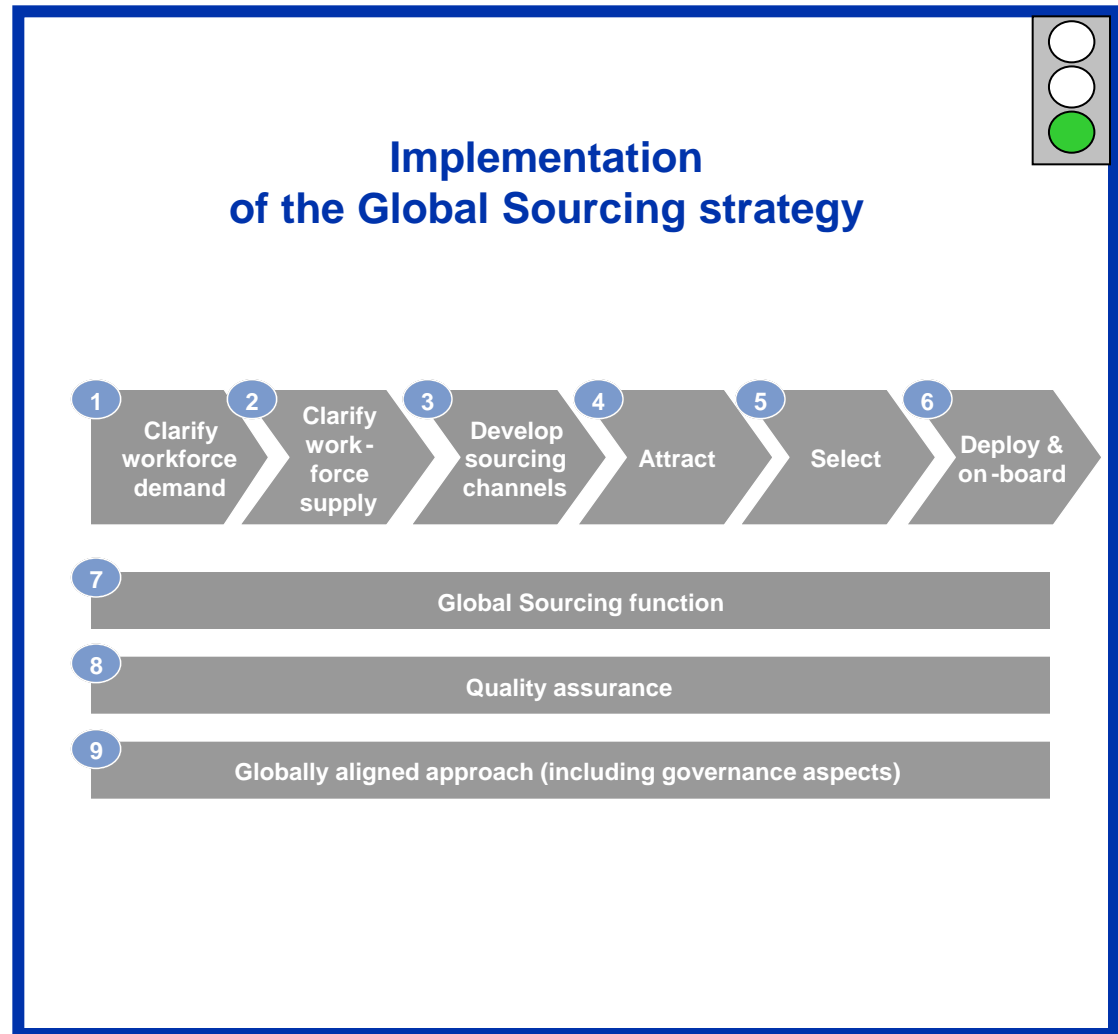 Implementation
of the Global Sourcing strategy
1
Clarify
workforce
demand
2
Clarify
work-
force
supply
3
Develop
sourcing
channels
4
Attract
5
Select
6
Deploy &
on-board
7
Global Sourcing function
8
Quality assurance
9
Globally aligned approach (including governance aspects)